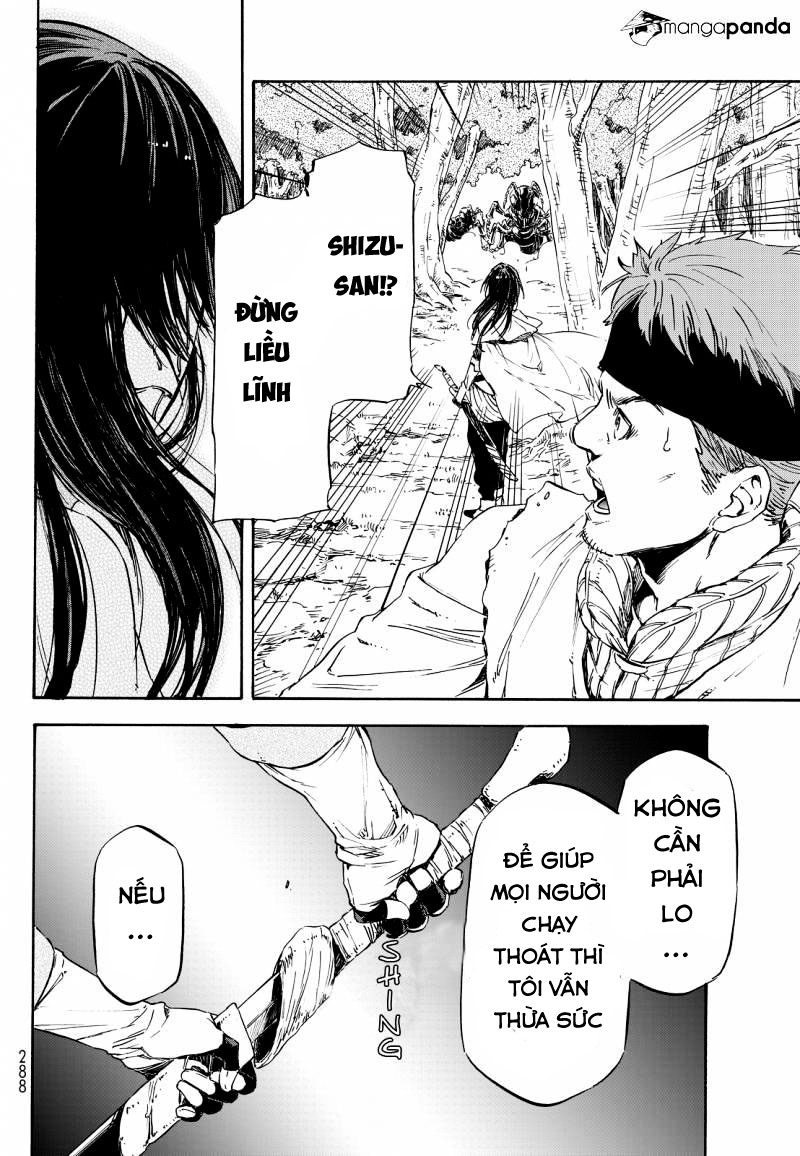 mangapanda
SHIZU-
SAN!?
ĐỪNG
LIỀU
LĨNH
KHÔNG
CẦN
PHẢI
LO
...
ĐỂ GIÚP
MỌI NGƯỜI
CHẠY
THOÁT THÌ
TÔI VẪN
THỪA SỨC
NẾU
...
SHING
288